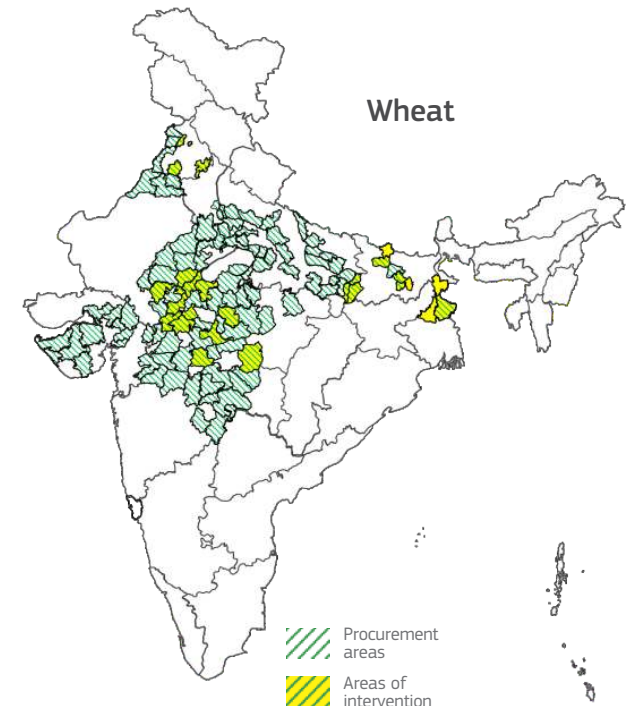 Wheat
Procurement
areas
Areas of
intervention